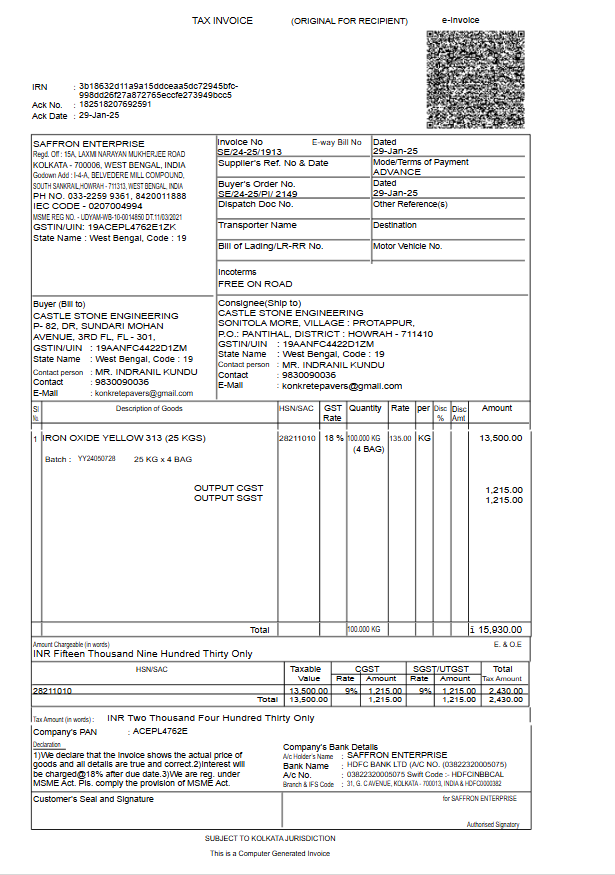 TAX INVOICE (ORIGINAL FOR RECIPIENT) e-Invoice
IRN : 3b18632d11a9a15ddceaa5dc72945bfc-
998dd26f27a872765eccfe273949bcc5
Ack No. : 182518207692591
Ack Date : 29-Jan-25
SAFFRON ENTERPRISE
Regd. Off : 15A, LAXMI NARAYAN MUKHERJEE ROAD
KOLKATA - 700006, WEST BENGAL, INDIA
Godown Add : I-4-A, BELVEDERE MILL COMPOUND,
SOUTH SANKRAIL,HOWRAH - 711313, WEST BENGAL, INDIA
PH NO. 033-2259 9361, 8420011888
IEC CODE - 0207004994
MSME REG NO. - UDYAM-WB-10-0014850 DT.11/03/2021
GSTIN/UIN: 19ACEPL4762E1ZK
State Name : West Bengal, Code : 19
Invoice No E-way Bill No
SE/24-25/1913
Dated
29-Jan-25
Supplier's Ref. No & Date
Mode/Terms of Payment
ADVANCE
Buyer's Order No.
SE/24-25/PI/ 2149
Dated
29-Jan-25
Dispatch Doc No.
Other Reference(s)
Transporter Name
Destination
Bill of Lading/LR-RR No.
Motor Vehicle No.
Incoterms
FREE ON ROAD
Buyer (Bill to)
CASTLE STONE ENGINEERING
P- 82, DR, SUNDARI MOHAN
AVENUE, 3RD FL, FL - 301,
GSTIN/UIN : 19AANFC4422D1ZM
State Name : West Bengal, Code : 19
Contact person : MR. INDRANIL KUNDU
Contact : 9830090036
E-Mail : konkretepavers@gmail.com
Consignee(Ship to)
CASTLE STONE ENGINEERING
SONITOLA MORE, VILLAGE : PROTAPPUR,
P.O.: PANTIHAL, DISTRICT : HOWRAH - 711410
GSTIN/UIN : 19AANFC4422D1ZM
State Name : West Bengal, Code : 19
Contact person : MR. INDRANIL KUNDU
Contact : 9830090036
E-Mail : konkretepavers@gmail.com
Sl No. Description of Goods HSN/SAC GST Rate Quantity Rate per Disc % Disc Amt Amount
1 IRON OXIDE YELLOW 313 (25 KGS) 28211010 18 % 100.000 KG 135.00 KG 13,500.00
(4 BAG)
Batch : YY24050728 25 KG x 4 BAG
OUTPUT CGST 1,215.00
OUTPUT SGST 1,215.00
Total 100.000 KG ī 15,930.00
Amount Chargeable (in words) E. & O.E
INR Fifteen Thousand Nine Hundred Thirty Only
HSN/SAC Taxable CGST SGST/UTGST Total
Value Rate Amount Rate Amount Tax Amount
28211010 13,500.00 9% 1,215.00 9% 1,215.00 2,430.00
Total 13,500.00 1,215.00 1,215.00 2,430.00
Tax Amount (in words) : INR Two Thousand Four Hundred Thirty Only
Company's PAN : ACEPL4762E
Declaration
1)We declare that the invoice shows the actual price of
goods and all details are true and correct.2)Interest will
be charged@18% after due date.3)We are reg. under
MSME Act. Pls. comply the provision of MSME Act.
Company's Bank Details
A/c Holder's Name : SAFFRON ENTERPRISE
Bank Name : HDFC BANK LTD (A/C NO. (03822320005075)
A/c No. : 03822320005075 Swift Code :- HDFCINBBCAL
Branch & IFS Code : 31, G. C AVENUE, KOLKATA - 700013, INDIA & HDFC0000382
Customer's Seal and Signature
for SAFFRON ENTERPRISE
Authorised Signatory
SUBJECT TO KOLKATA JURISDICTION
This is a Computer Generated Invoice